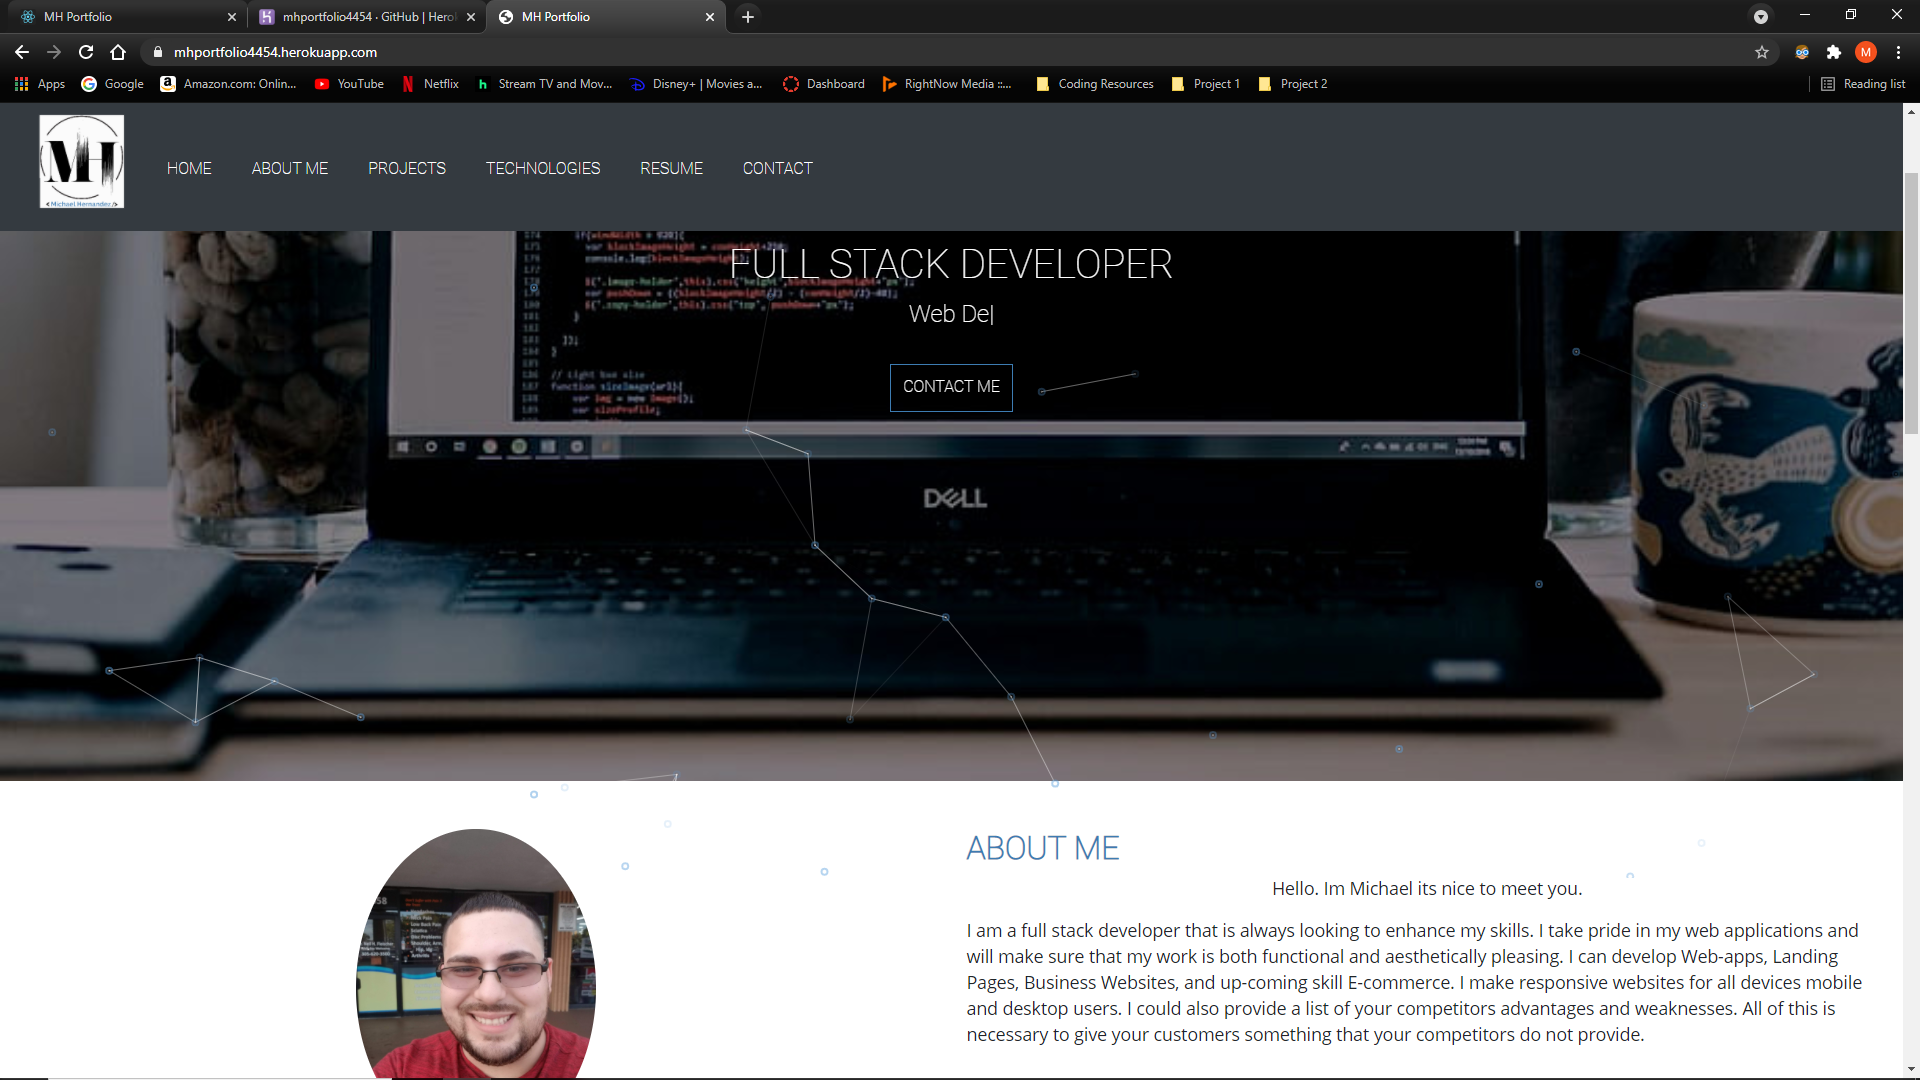 MH Portfolio
mhportfolio4454 · GitHub | Hero
MH Portfolio
mhportfolio4454.herokuapp.com
M
Apps
Google
Amazon.com: Onlin...
YouTube
Netflix
Stream TV and Mov...
Disney+ | Movies a...
Dashboard
RightNow Media ::...
Coding Resources
Project 1
Project 2
Reading list
MH
Michael Hernandez
HOME
ABOUT ME
PROJECTS
TECHNOLOGIES
RESUME
CONTACT
FULL STACK DEVELOPER
Web De|
CONTACT ME
DELL
ABOUT ME
Hello. Im Michael its nice to meet you.
I am a full stack developer that is always looking to enhance my skills. I take pride in my web applications and
will make sure that my work is both functional and aesthetically pleasing. I can develop Web-apps, Landing
Pages, Business Websites, and up-coming skill E-commerce. I make responsive websites for all devices mobile
and desktop users. I could also provide a list of your competitors advantages and weaknesses. All of this is
necessary to give your customers something that your competitors do not provide.